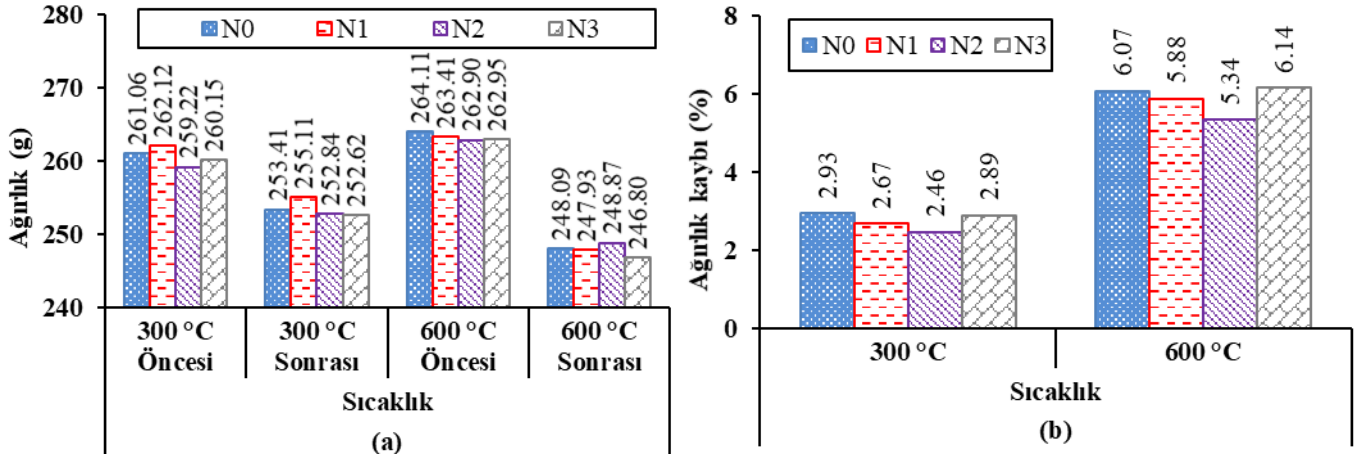 280
270
260
250
240
Ağırlık (g)
N0 N1 N2 N3
261.06 262.12 259.22 260.15
253.41 255.11 252.84 252.62
264.11 263.41 262.90 262.95
248.09 247.93 248.87 246.80
300 °C 300 °C 600 °C 600 °C
Öncesi Sonrası Öncesi Sonrası
Sıcaklık
(a)
8
6
4
2
0
Ağırlık kaybı (%)
N0 N1 N2 N3
2.93 2.67 2.46 2.89
6.07 5.88 5.34 6.14
300 °C 600 °C
Sıcaklık
(b)